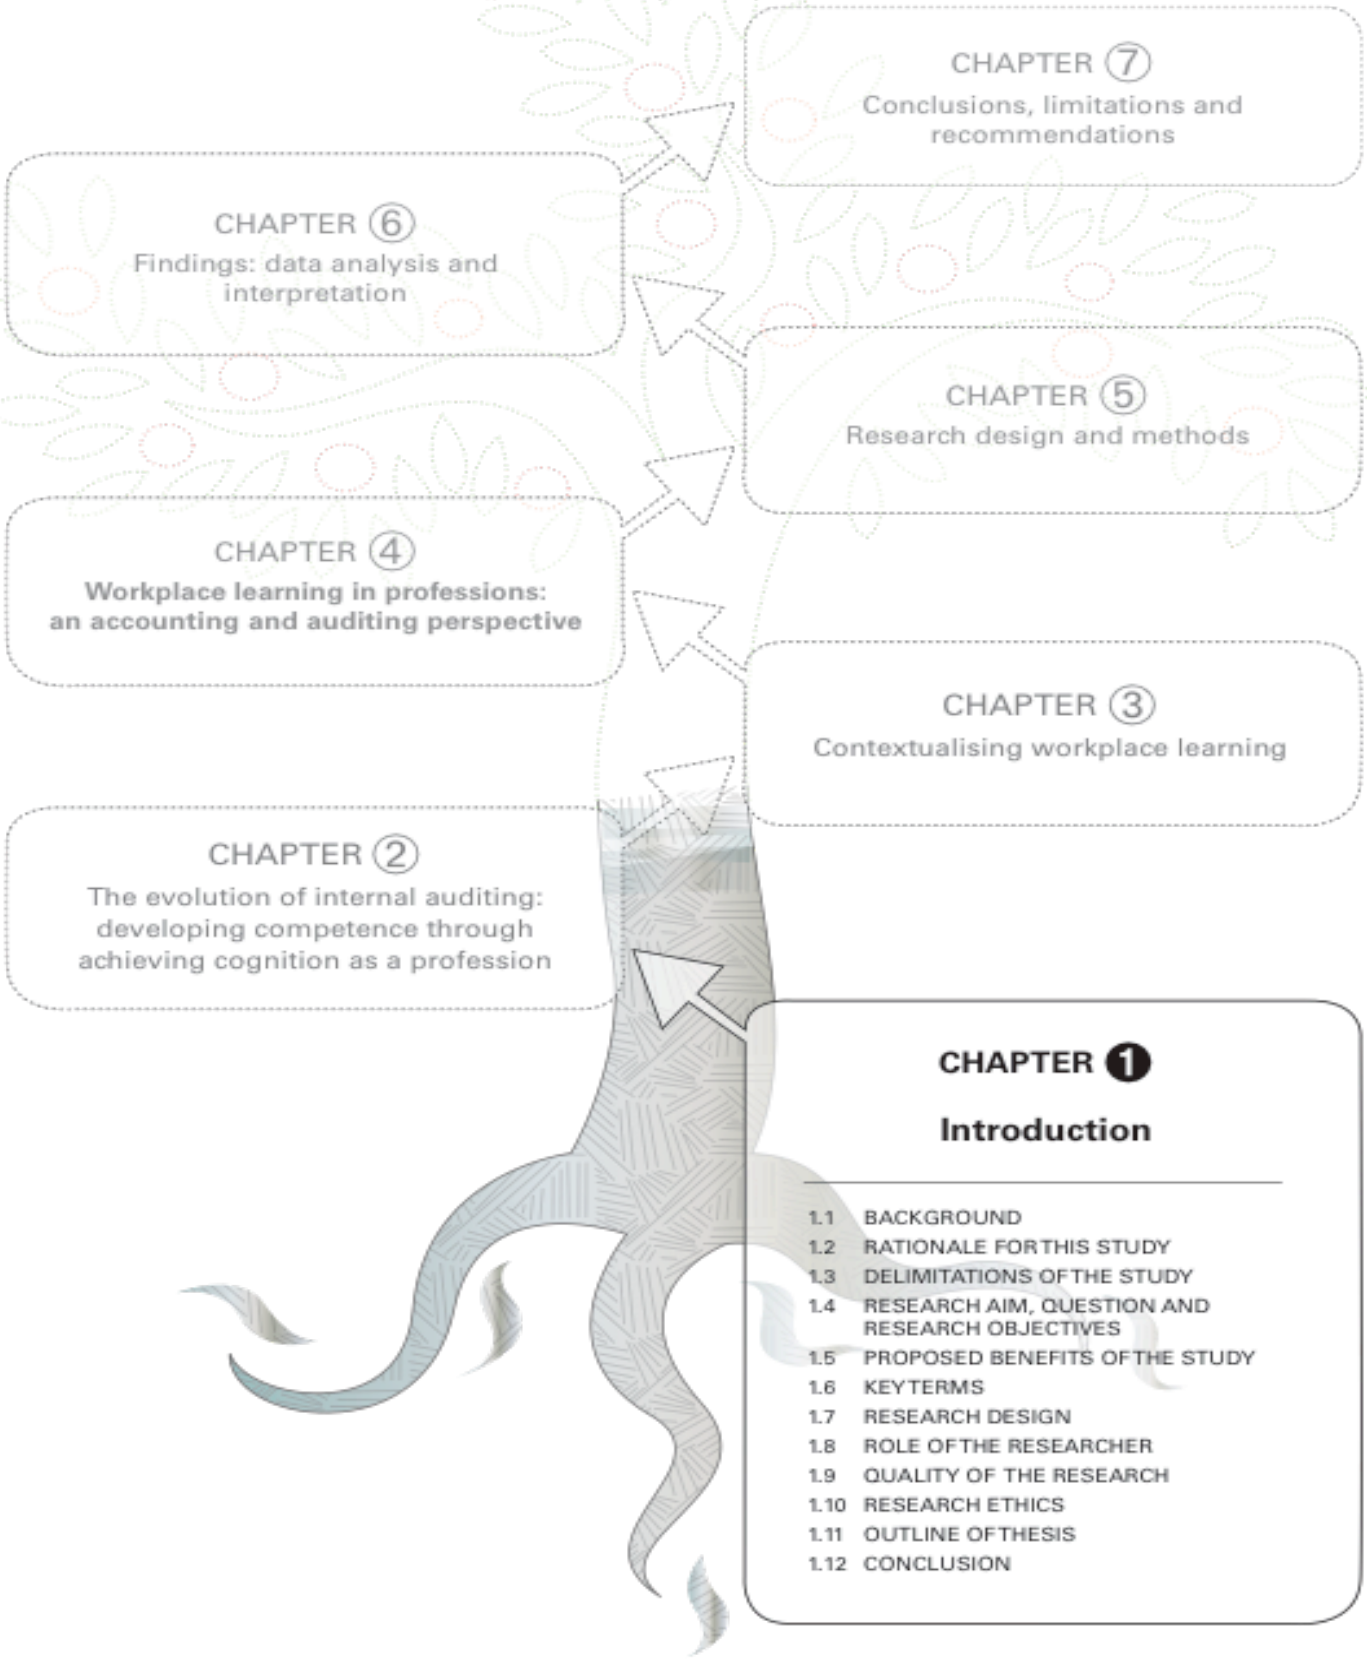 CHAPTER 7
Conclusions, limitations and
recommendations
CHAPTER 6
Findings: data analysis and
interpretation
CHAPTER 5
Research design and methods
CHAPTER 4
Workplace learning in professions:
an accounting and auditing perspective
CHAPTER 3
Contextualising workplace learning
CHAPTER 2
The evolution of internal auditing:
developing competence through
achieving cognition as a profession
CHAPTER 1
Introduction
1.1 BACKGROUND
1.2 RATIONALE FOR THIS STUDY
1.3 DELIMITATIONS OF THE STUDY
1.4 RESEARCH AIM, QUESTION AND
RESEARCH OBJECTIVES
1.5 PROPOSED BENEFITS OF THE STUDY
1.6 KEY TERMS
1.7 RESEARCH DESIGN
1.8 ROLE OF THE RESEARCHER
1.9 QUALITY OF THE RESEARCH
1.10 RESEARCH ETHICS
1.11 OUTLINE OF THESIS
1.12 CONCLUSION